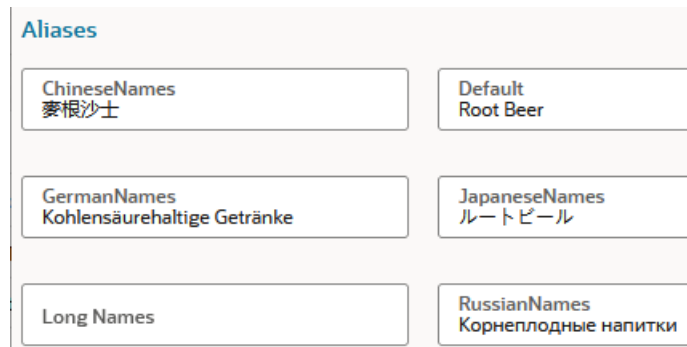 Aliases
ChineseNames
麥根沙士
Default
Root Beer
GermanNames
Kohlensäurehaltige Getränke
JapaneseNames
ルートビール
Long Names
RussianNames
Корнеплодные напитки